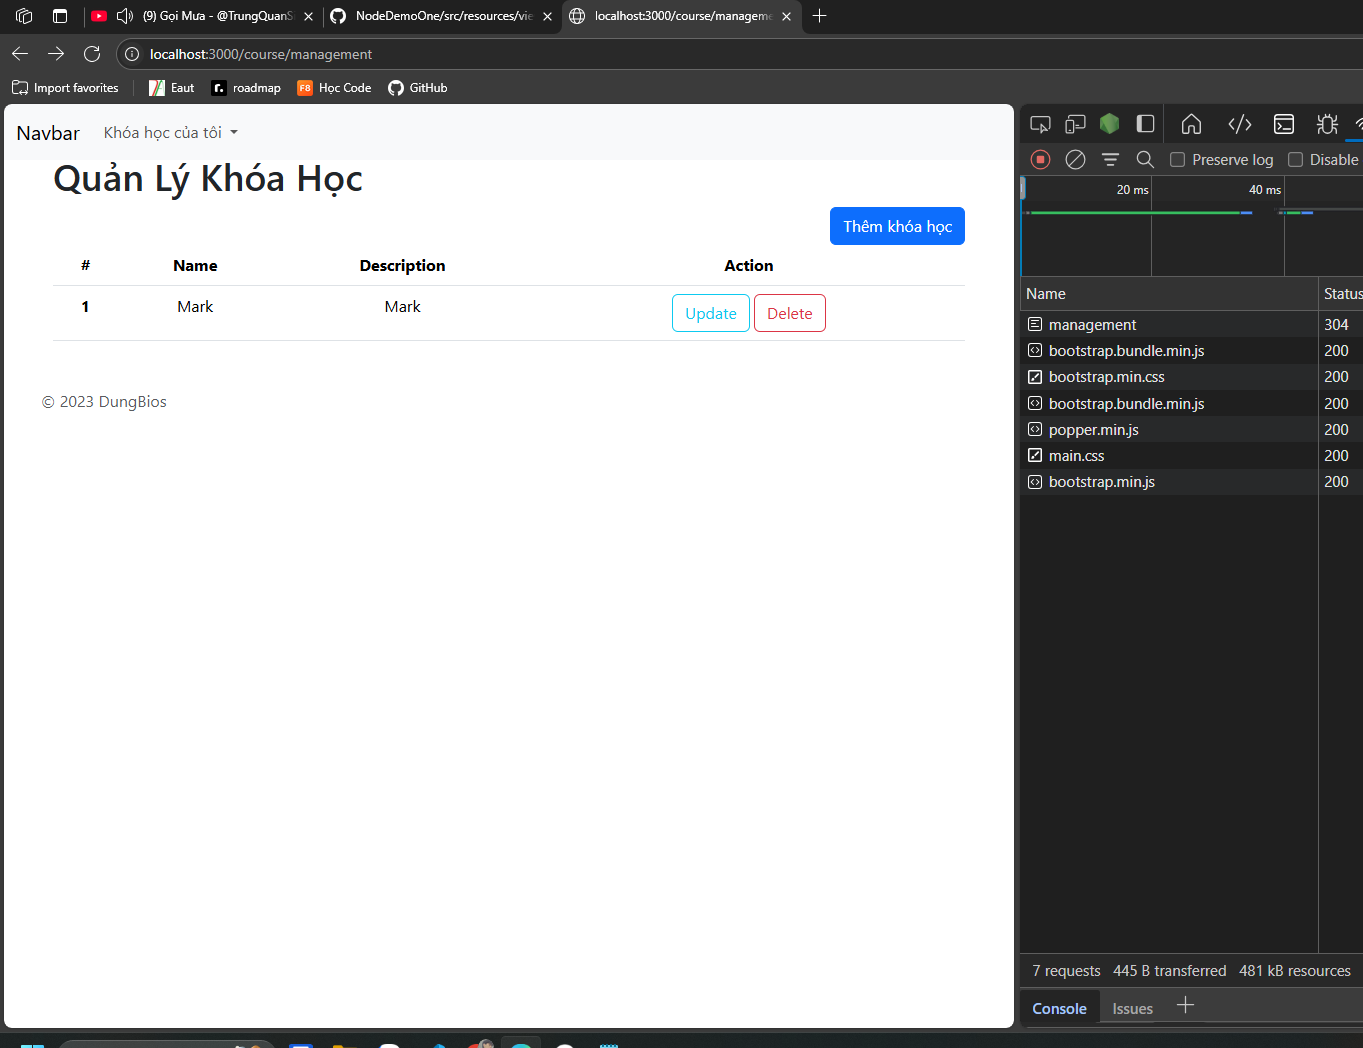 (9) Gọi Mưa - @TrungQuanS
NodeDemoOne/src/resources/vie
localhost:3000/course/manageme
localhost:3000/course/management
Import favorites
Eaut
roadmap
F8 Học Code
GitHub
Navbar
Khóa học của tôi
Quản Lý Khóa Học
Thêm khóa học
# Name Description Action
1 Mark Mark Update Delete
© 2023 DungBios
Preserve log
Disable
20 ms
40 ms
Name Status
management 304
bootstrap.bundle.min.js 200
bootstrap.min.css 200
bootstrap.bundle.min.js 200
popper.min.js 200
main.css 200
bootstrap.min.js 200
7 requests 445 B transferred 481 kB resources
Console Issues